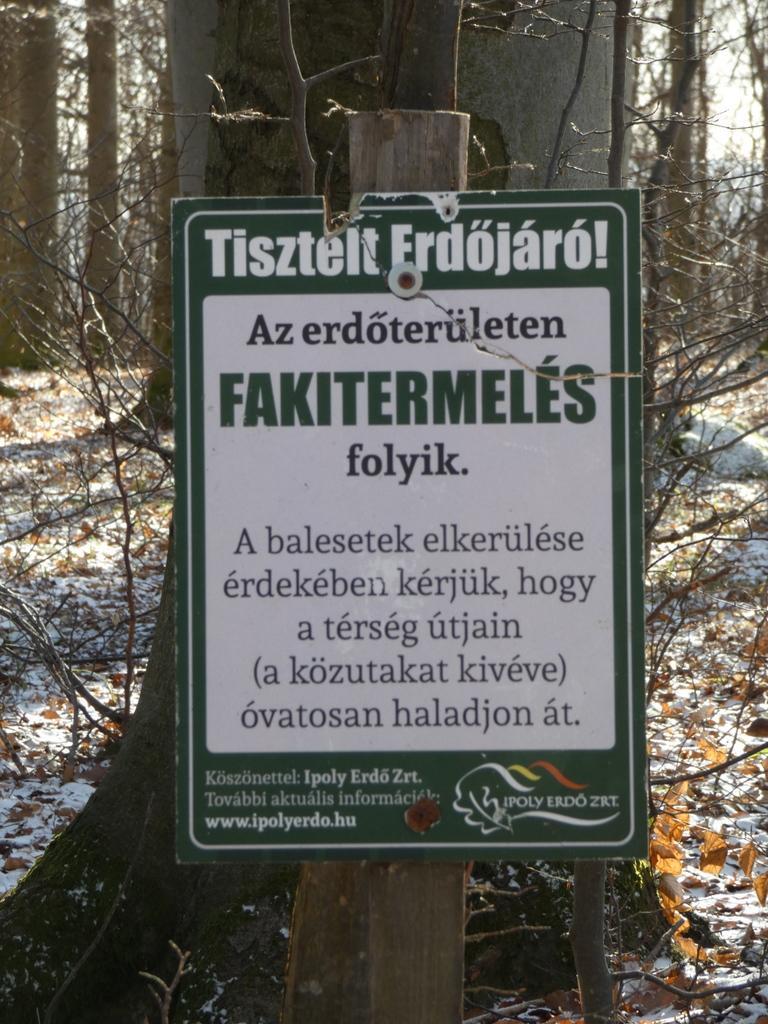 Tisztelt Erdőjáró!
Az erdőterületen
FAKITERMELÉS
folyik.
A balesetek elkerülése
érdekében kérjük, hogy
a térség útjain
(a közutakat kivéve)
óvatosan haladjon át.
Köszönettel: Ipoly Erdő Zrt.
További aktuális információk:
www.ipolyerdo.hu
IPOLY ERDŐ ZRT.